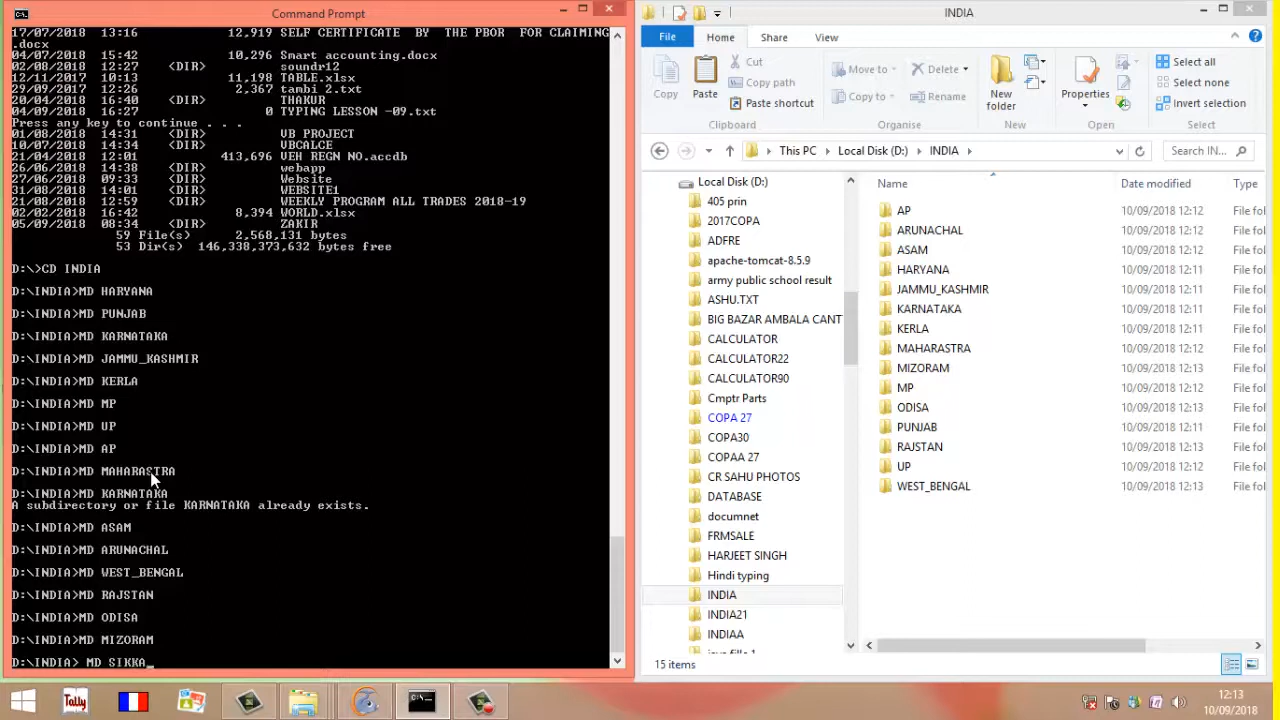 Command Prompt
17/07/2018 13:16 12,919 SELF CERTIFICATE BY THE PBOR FOR CLAIMING
.docx
04/07/2018 15:42 10,296 Smart accounting.docx
02/08/2018 12:27 <DIR> soundr12
12/11/2017 10:13 11,198 TABLE.xlsx
29/09/2017 12:26 2,367 tambi 2.txt
20/04/2018 16:40 <DIR> THAKUR
04/09/2018 16:27 0 TYPING LESSON -09.txt
Press any key to continue . . .
01/08/2018 14:31 <DIR> VB PROJECT
10/07/2018 14:34 <DIR> VBCALCE
21/04/2018 12:01 413,696 VEH REGN NO.accdb
26/06/2018 14:38 <DIR> webapp
27/06/2018 09:33 <DIR> Website
31/08/2018 14:01 <DIR> WEBSITE1
21/08/2018 12:59 <DIR> WEEKLY PROGRAM ALL TRADES 2018-19
02/02/2018 16:42 8,394 WORLD.xlsx
05/09/2018 08:34 <DIR> ZAKIR
59 File(s) 2,568,131 bytes
53 Dir(s) 146,338,373,632 bytes free
D:\>CD INDIA
D:\INDIA>MD HARYANA
D:\INDIA>MD PUNJAB
D:\INDIA>MD KARNATAKA
D:\INDIA>MD JAMMU_KASHMIR
D:\INDIA>MD KERLA
D:\INDIA>MD MP
D:\INDIA>MD UP
D:\INDIA>MD AP
D:\INDIA>MD MAHARASTRA
D:\INDIA>MD KARNATAKA
A subdirectory or file KARNATAKA already exists.
D:\INDIA>MD ASAM
D:\INDIA>MD ARUNACHAL
D:\INDIA>MD WEST_BENGAL
D:\INDIA>MD RAJSTAN
D:\INDIA>MD ODISA
D:\INDIA>MD MIZORAM
D:\INDIA> MD SIKKA_
INDIA
File Home Share View
Copy
Paste
Cut
Copy path
Paste shortcut
Clipboard
Move to
Copy to
Delete
Rename
Organise
New folder
New
Properties
Open
Select all
Select none
Invert selection
Select
This PC Local Disk (D:) INDIA
Search IN...
Local Disk (D:)
405 prin
2017COPA
ADFRE
apache-tomcat-8.5.9
army public school result
ASHU.TXT
BIG BAZAR AMBALA CANT
CALCULATOR
CALCULATOR22
CALCULATOR90
Cmptr Parts
COPA 27
COPA30
COPAA 27
CR SAHU PHOTOS
DATABASE
documnet
FRMSALE
HARJEET SINGH
Hindi typing
INDIA
INDIA21
INDIAA
Name Date modified Type
AP 10/09/2018 12:12 File fol
ARUNACHAL 10/09/2018 12:12 File fol
ASAM 10/09/2018 12:12 File fol
HARYANA 10/09/2018 12:11 File fol
JAMMU_KASHMIR 10/09/2018 12:11 File fol
KARNATAKA 10/09/2018 12:11 File fol
KERLA 10/09/2018 12:11 File fol
MAHARASTRA 10/09/2018 12:12 File fol
MIZORAM 10/09/2018 12:13 File fol
MP 10/09/2018 12:12 File fol
ODISA 10/09/2018 12:13 File fol
PUNJAB 10/09/2018 12:11 File fol
RAJSTAN 10/09/2018 12:13 File fol
UP 10/09/2018 12:12 File fol
WEST_BENGAL 10/09/2018 12:13 File fol
15 items
Tally
12:13
10/09/2018